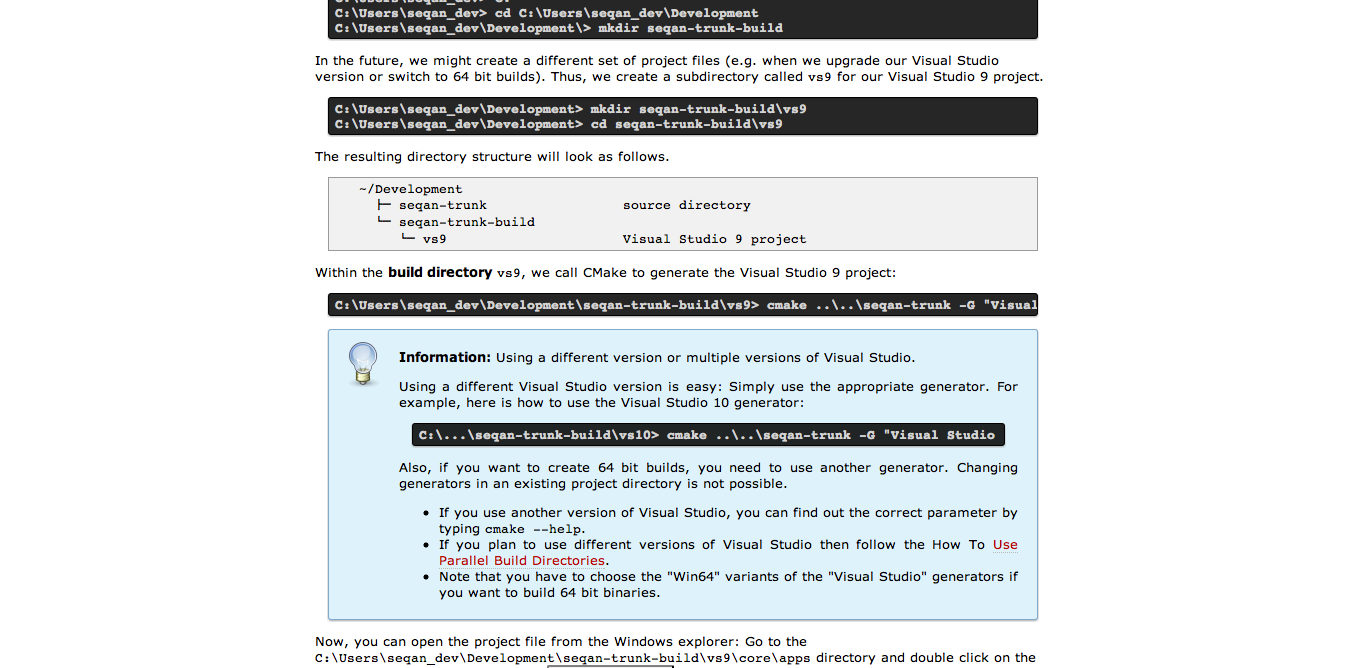 C:\Users\seqan_dev> cd C:\Users\seqan_dev\Development
C:\Users\seqan_dev\Development\> mkdir seqan-trunk-build
In the future, we might create a different set of project files (e.g. when we upgrade our Visual Studio
version or switch to 64 bit builds). Thus, we create a subdirectory called vs9 for our Visual Studio 9 project.
C:\Users\seqan_dev\Development> mkdir seqan-trunk-build\vs9
C:\Users\seqan_dev\Development> cd seqan-trunk-build\vs9
The resulting directory structure will look as follows.
~/Development
├─ seqan-trunk source directory
└─ seqan-trunk-build
└─ vs9 Visual Studio 9 project
Within the build directory vs9, we call CMake to generate the Visual Studio 9 project:
C:\Users\seqan_dev\Development\seqan-trunk-build\vs9> cmake ..\..\seqan-trunk -G "Visual
Information: Using a different version or multiple versions of Visual Studio.
Using a different Visual Studio version is easy: Simply use the appropriate generator. For
example, here is how to use the Visual Studio 10 generator:
C:\...\seqan-trunk-build\vs10> cmake ..\..\seqan-trunk -G "Visual Studio
Also, if you want to create 64 bit builds, you need to use another generator. Changing
generators in an existing project directory is not possible.
• If you use another version of Visual Studio, you can find out the correct parameter by
typing cmake --help.
• If you plan to use different versions of Visual Studio then follow the How To Use
Parallel Build Directories.
• Note that you have to choose the "Win64" variants of the "Visual Studio" generators if
you want to build 64 bit binaries.
Now, you can open the project file from the Windows explorer: Go to the
C:\Users\seqan_dev\Development\seqan-trunk-build\vs9\core\apps directory and double click on the